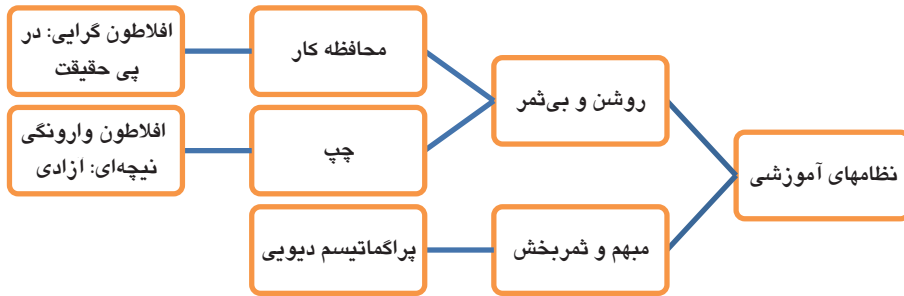 نظامهای آموزشی
روشن و بی‌ثمر
محافظه کار
افلاطون گرایی: در
پی حقیقت
چپ
افلاطون وارونگی
نیچه‌ای: ازادی
مبهم و ثمربخش
پراگماتیسم دیویی